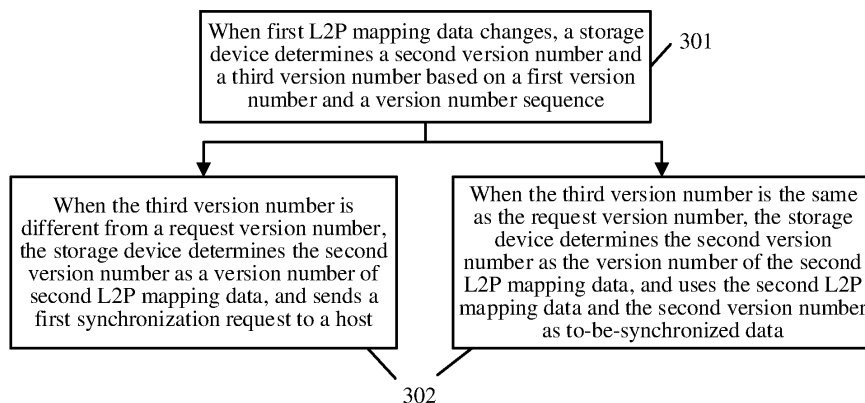 When first L2P mapping data changes, a storage
device determines a second version number and
a third version number based on a first version
number and a version number sequence
301
When the third version number is
different from a request version number,
the storage device determines the second
version number as a version number of
second L2P mapping data, and sends a
first synchronization request to a host
When the third version number is the same
as the request version number, the storage
device determines the second version
number as the version number of the second
L2P mapping data, and uses the second L2P
mapping data and the second version number
as to-be-synchronized data
302